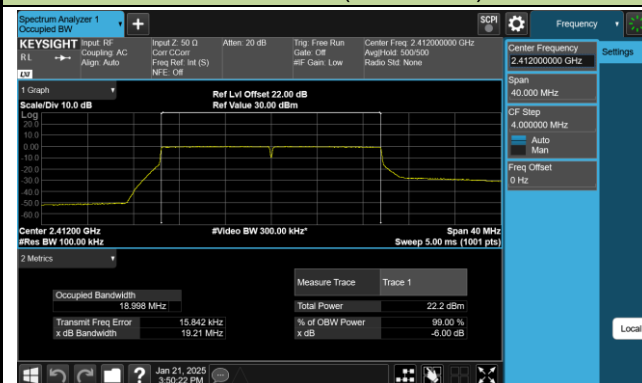 Spectrum Analyzer 1
Occupied BW
SCPI
Frequency
KEYSIGHT
R L
LXI
Input: RF
Coupling: AC
Align: Auto
Input Z: 50 Ω
Corr CCorr
Freq Ref: Int (S)
NFE: Off
Atten: 20 dB
Trig: Free Run
Gate: Off
#IF Gain: Low
Center Freq: 2.412000000 GHz
Avg|Hold: 500/500
Radio Std: None
Center Frequency
2.412000000 GHz
Settings
Span
40.000 MHz
CF Step
4.000000 MHz
Auto
Man
Freq Offset
0 Hz
Local
1 Graph
Scale/Div 10.0 dB
Ref Lvl Offset 22.00 dB
Ref Value 30.00 dBm
Log
20.0
10.0
0.00
-10.0
-20.0
-30.0
-40.0
-50.0
-60.0
Center 2.41200 GHz
#Res BW 100.00 kHz
#Video BW 300.00 kHz*
Span 40 MHz
Sweep 5.00 ms (1001 pts)
2 Metrics
Measure Trace Trace 1
Occupied Bandwidth
18.998 MHz
Total Power 22.2 dBm
Transmit Freq Error 15.842 kHz
% of OBW Power 99.00 %
x dB Bandwidth 19.21 MHz
x dB -6.00 dB
Jan 21, 2025
3:50:22 PM